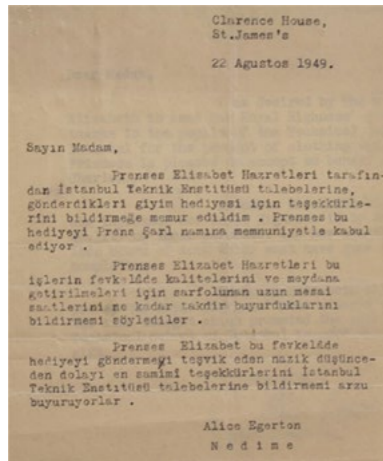 Clarence House,
St.James's
22 Agustos 1949.
Sayın Madam,
Prenses Elizabet Hazretleri tarafın-
dan İstanbul Teknik Enstitüsü talebelerine,
gönderdikleri giyim hediyesi için teşekkürle-
rini bildirmeğe memur edildim . Prenses bu
hediyeyi Prens Şarl namına memnuniyetle kabul
ediyor .
Prenses Elizabet Hazretleri bu
işlerin fevkelâde kalitelerini ve meydana
getirilmeleri için sarfolunan uzun mesai
saatlerini ne kadar takdir buyurduklarını
bildirmemi söylediler .
Prenses Elizabet bu fevkelâde
hediyeyi göndermeyi teşvik eden nazik düşünce-
den dolayı en samimi teşekkürlerini İstanbul
Teknik Enstitüsü talebelerine bildirmemi arzu
buyuruyorlar .
Alice Egerton
N e d i m e